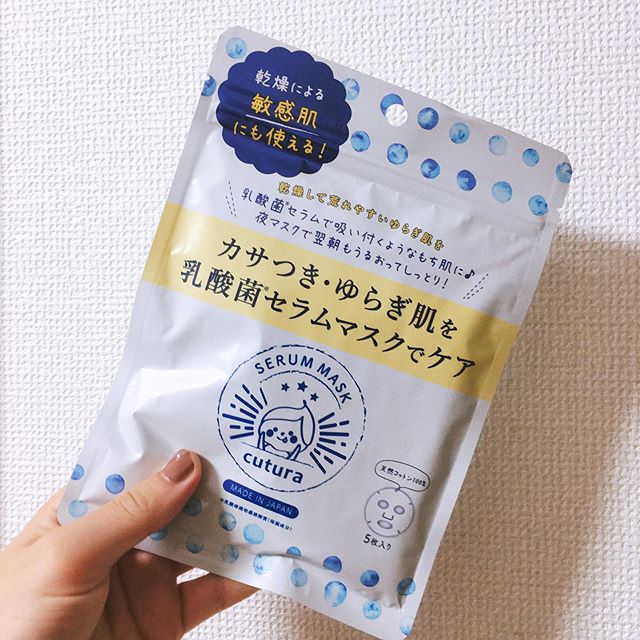 乾燥による
敏感肌
にも使える！
乾燥して荒れやすいゆらぎ肌を
乳酸菌※セラムで吸い付くようなもち肌に♪
夜マスクで翌朝もうるおってしっとり！
カサつき・ゆらぎ肌を
乳酸菌※セラムマスクでケア
SERUM MASK
cutura
MADE IN JAPAN
天然コットン100%
5枚入り